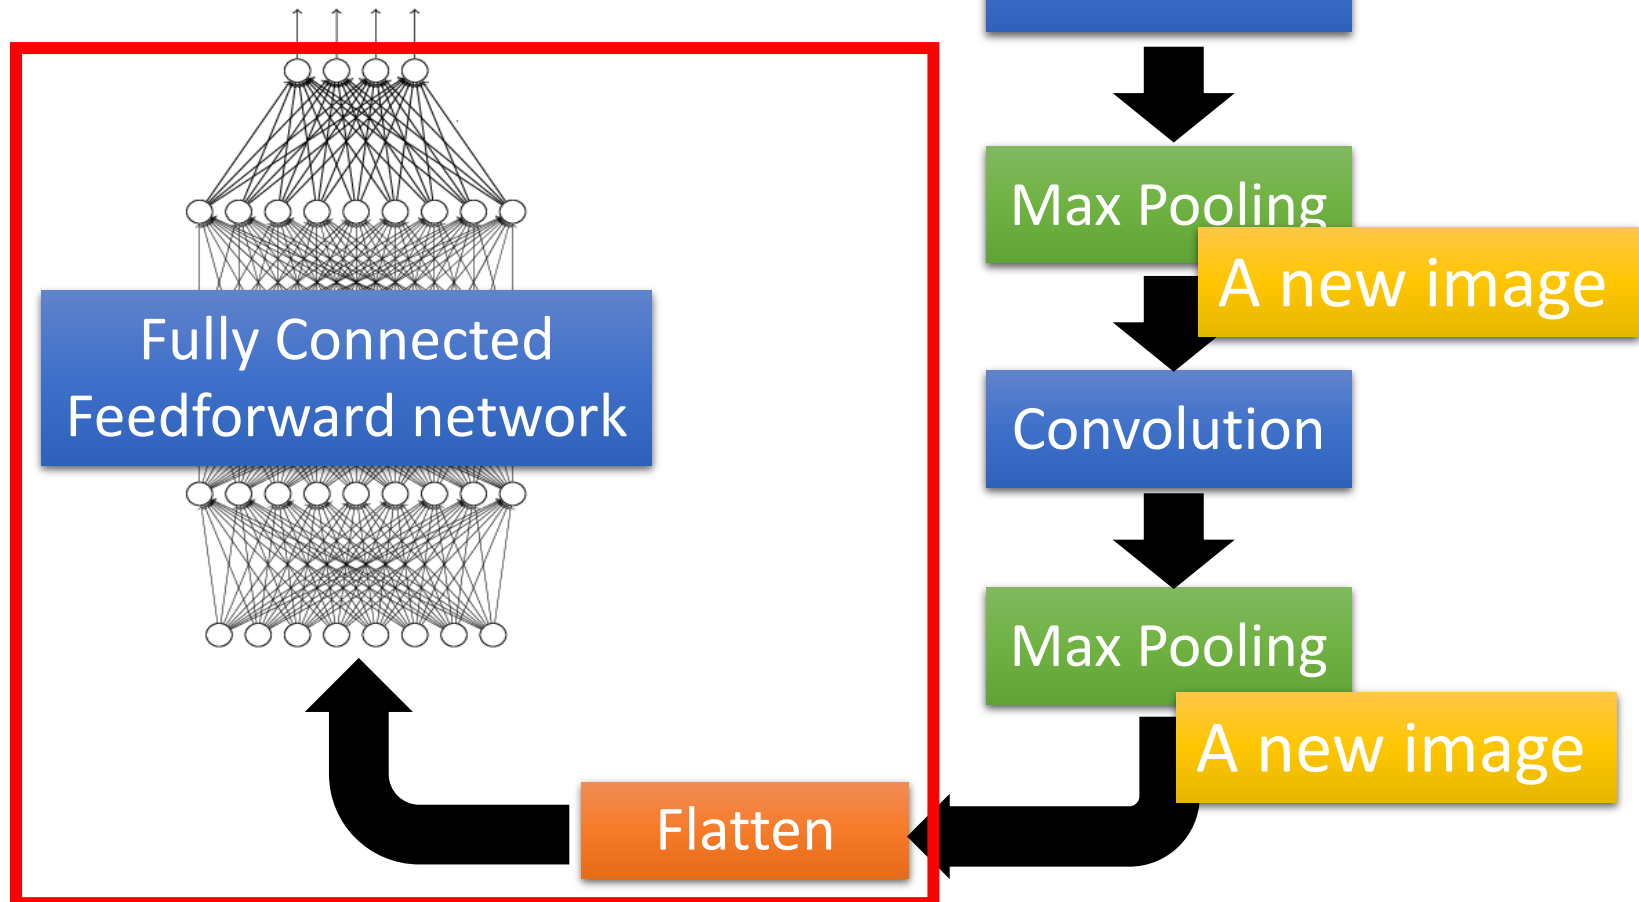 Max Pooling
A new image
Fully Connected
Feedforward network
Convolution
Max Pooling
A new image
Flatten